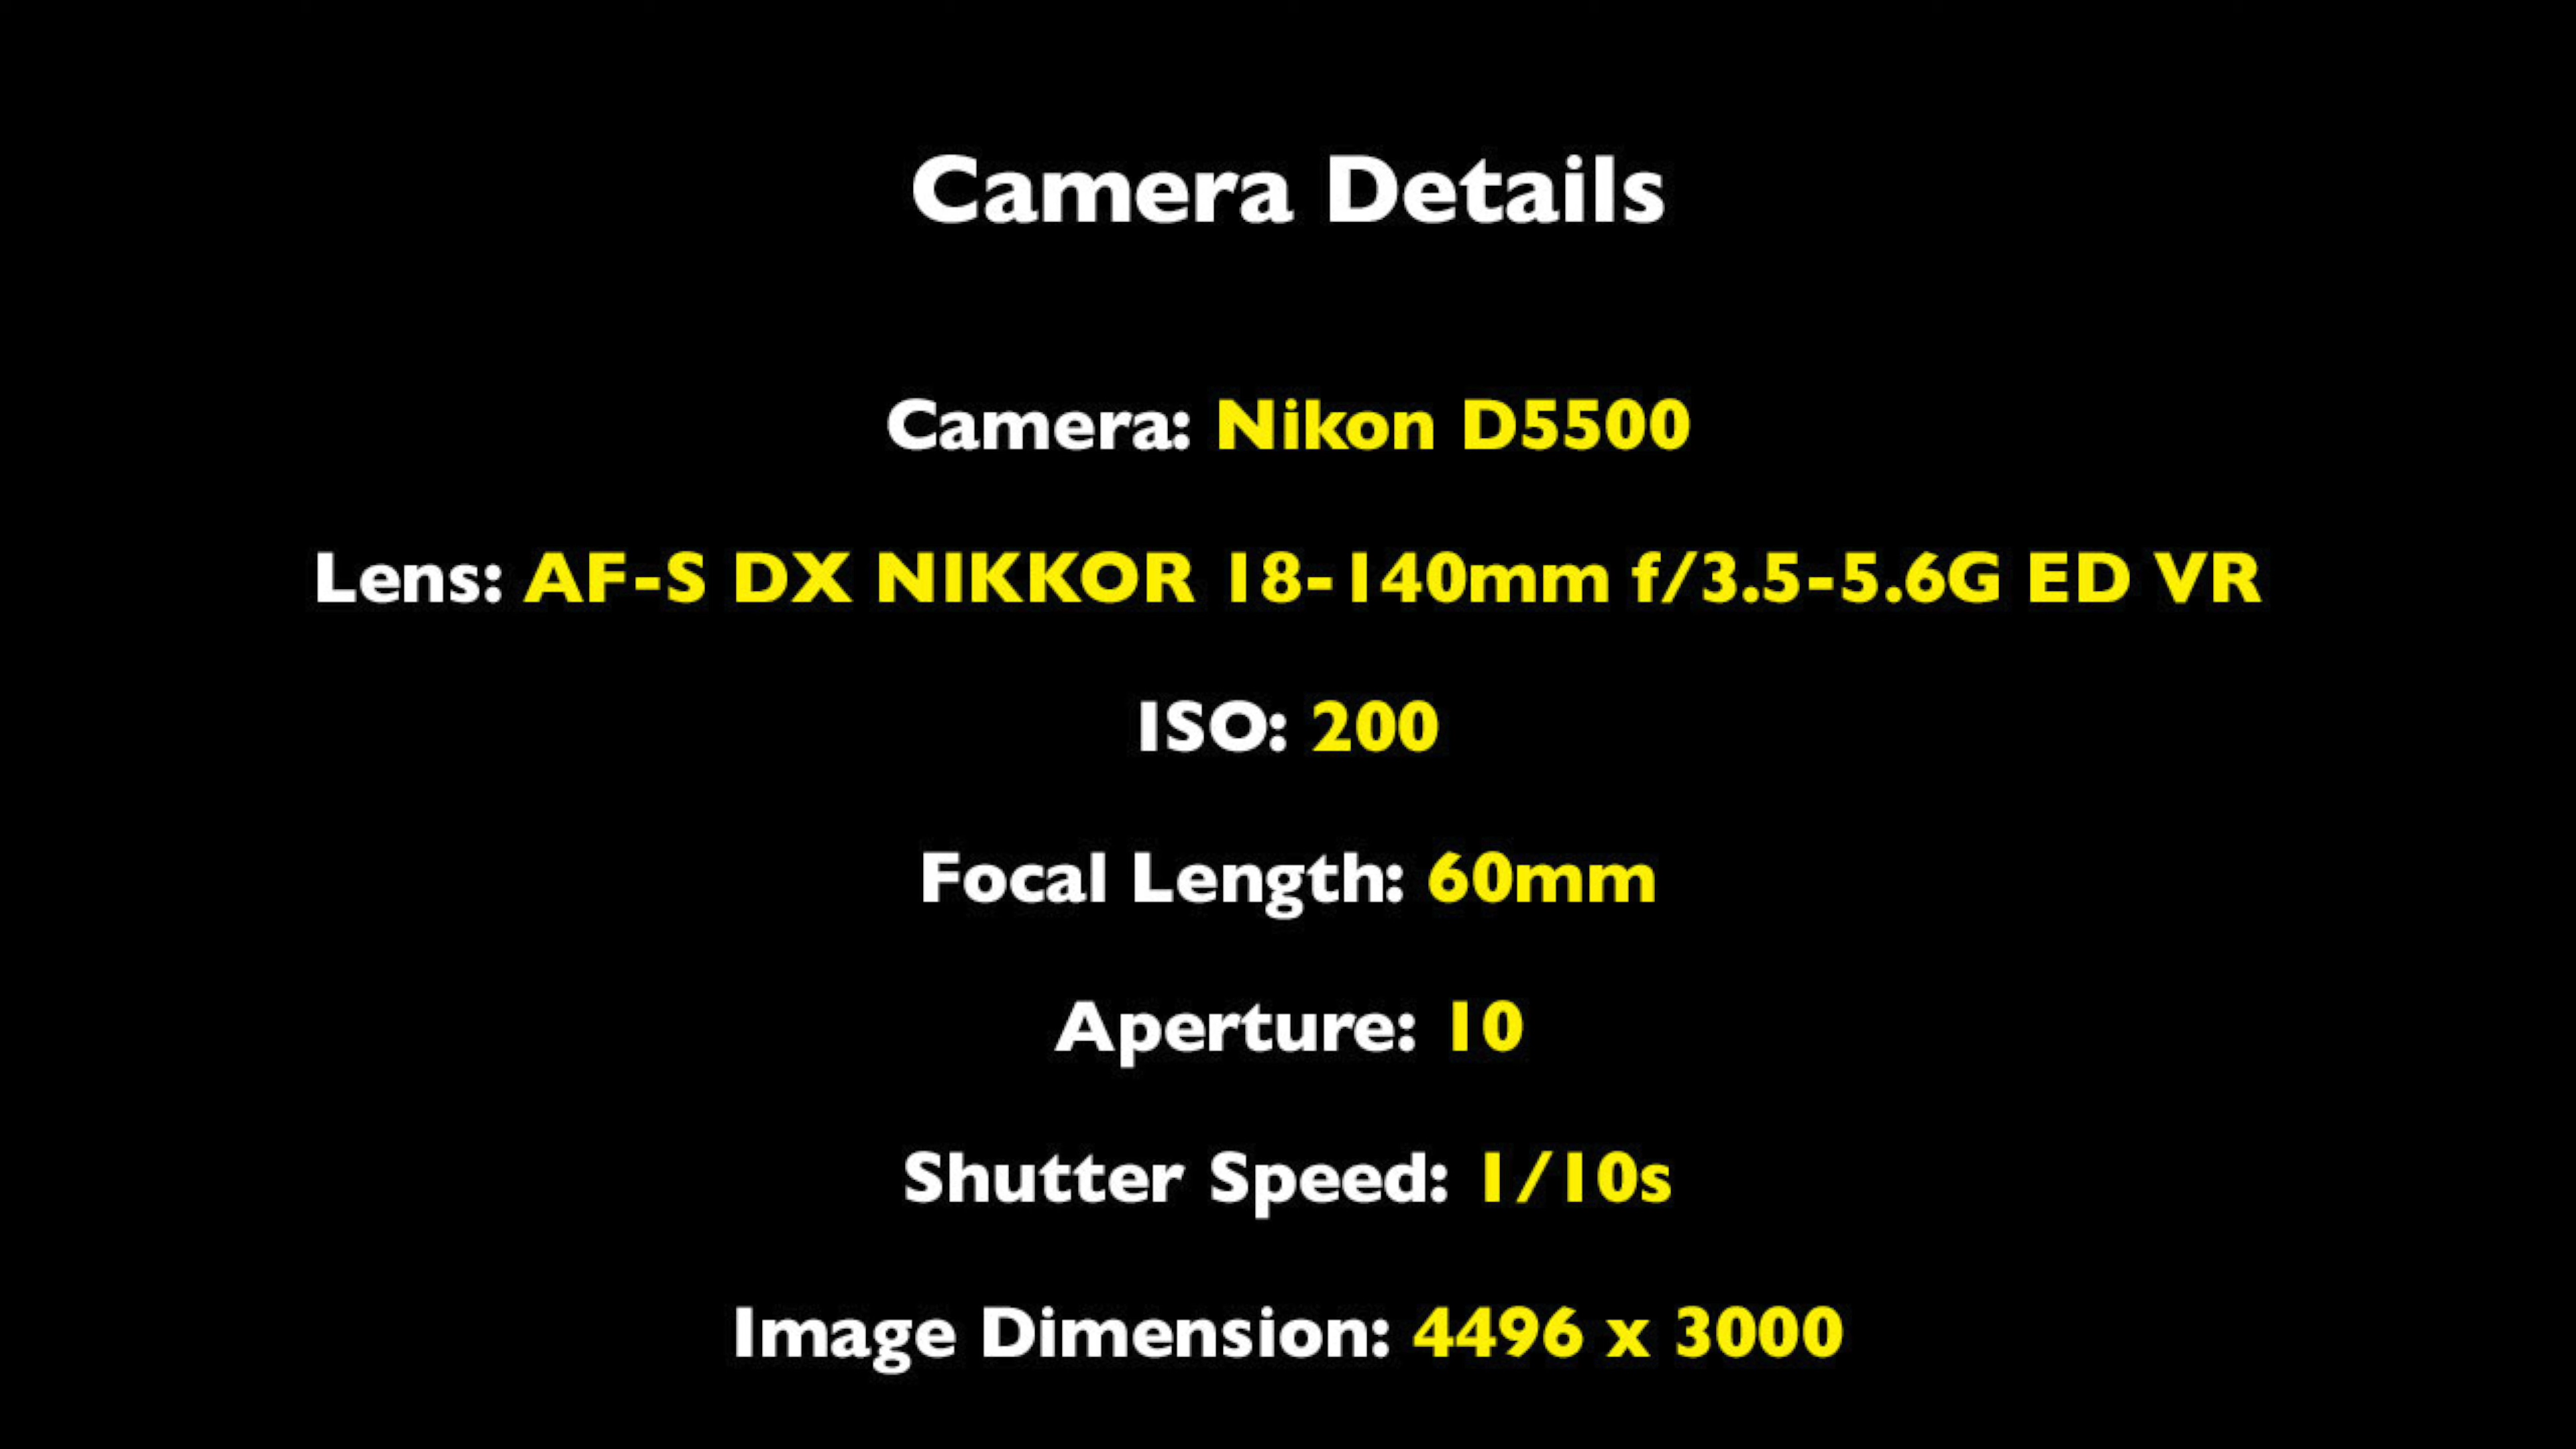 Camera Details
Camera: Nikon D5500
Lens: AF-S DX NIKKOR 18-140mm f/3.5-5.6G ED VR
ISO: 200
Focal Length: 60mm
Aperture: 10
Shutter Speed: 1/10s
Image Dimension: 4496 x 3000